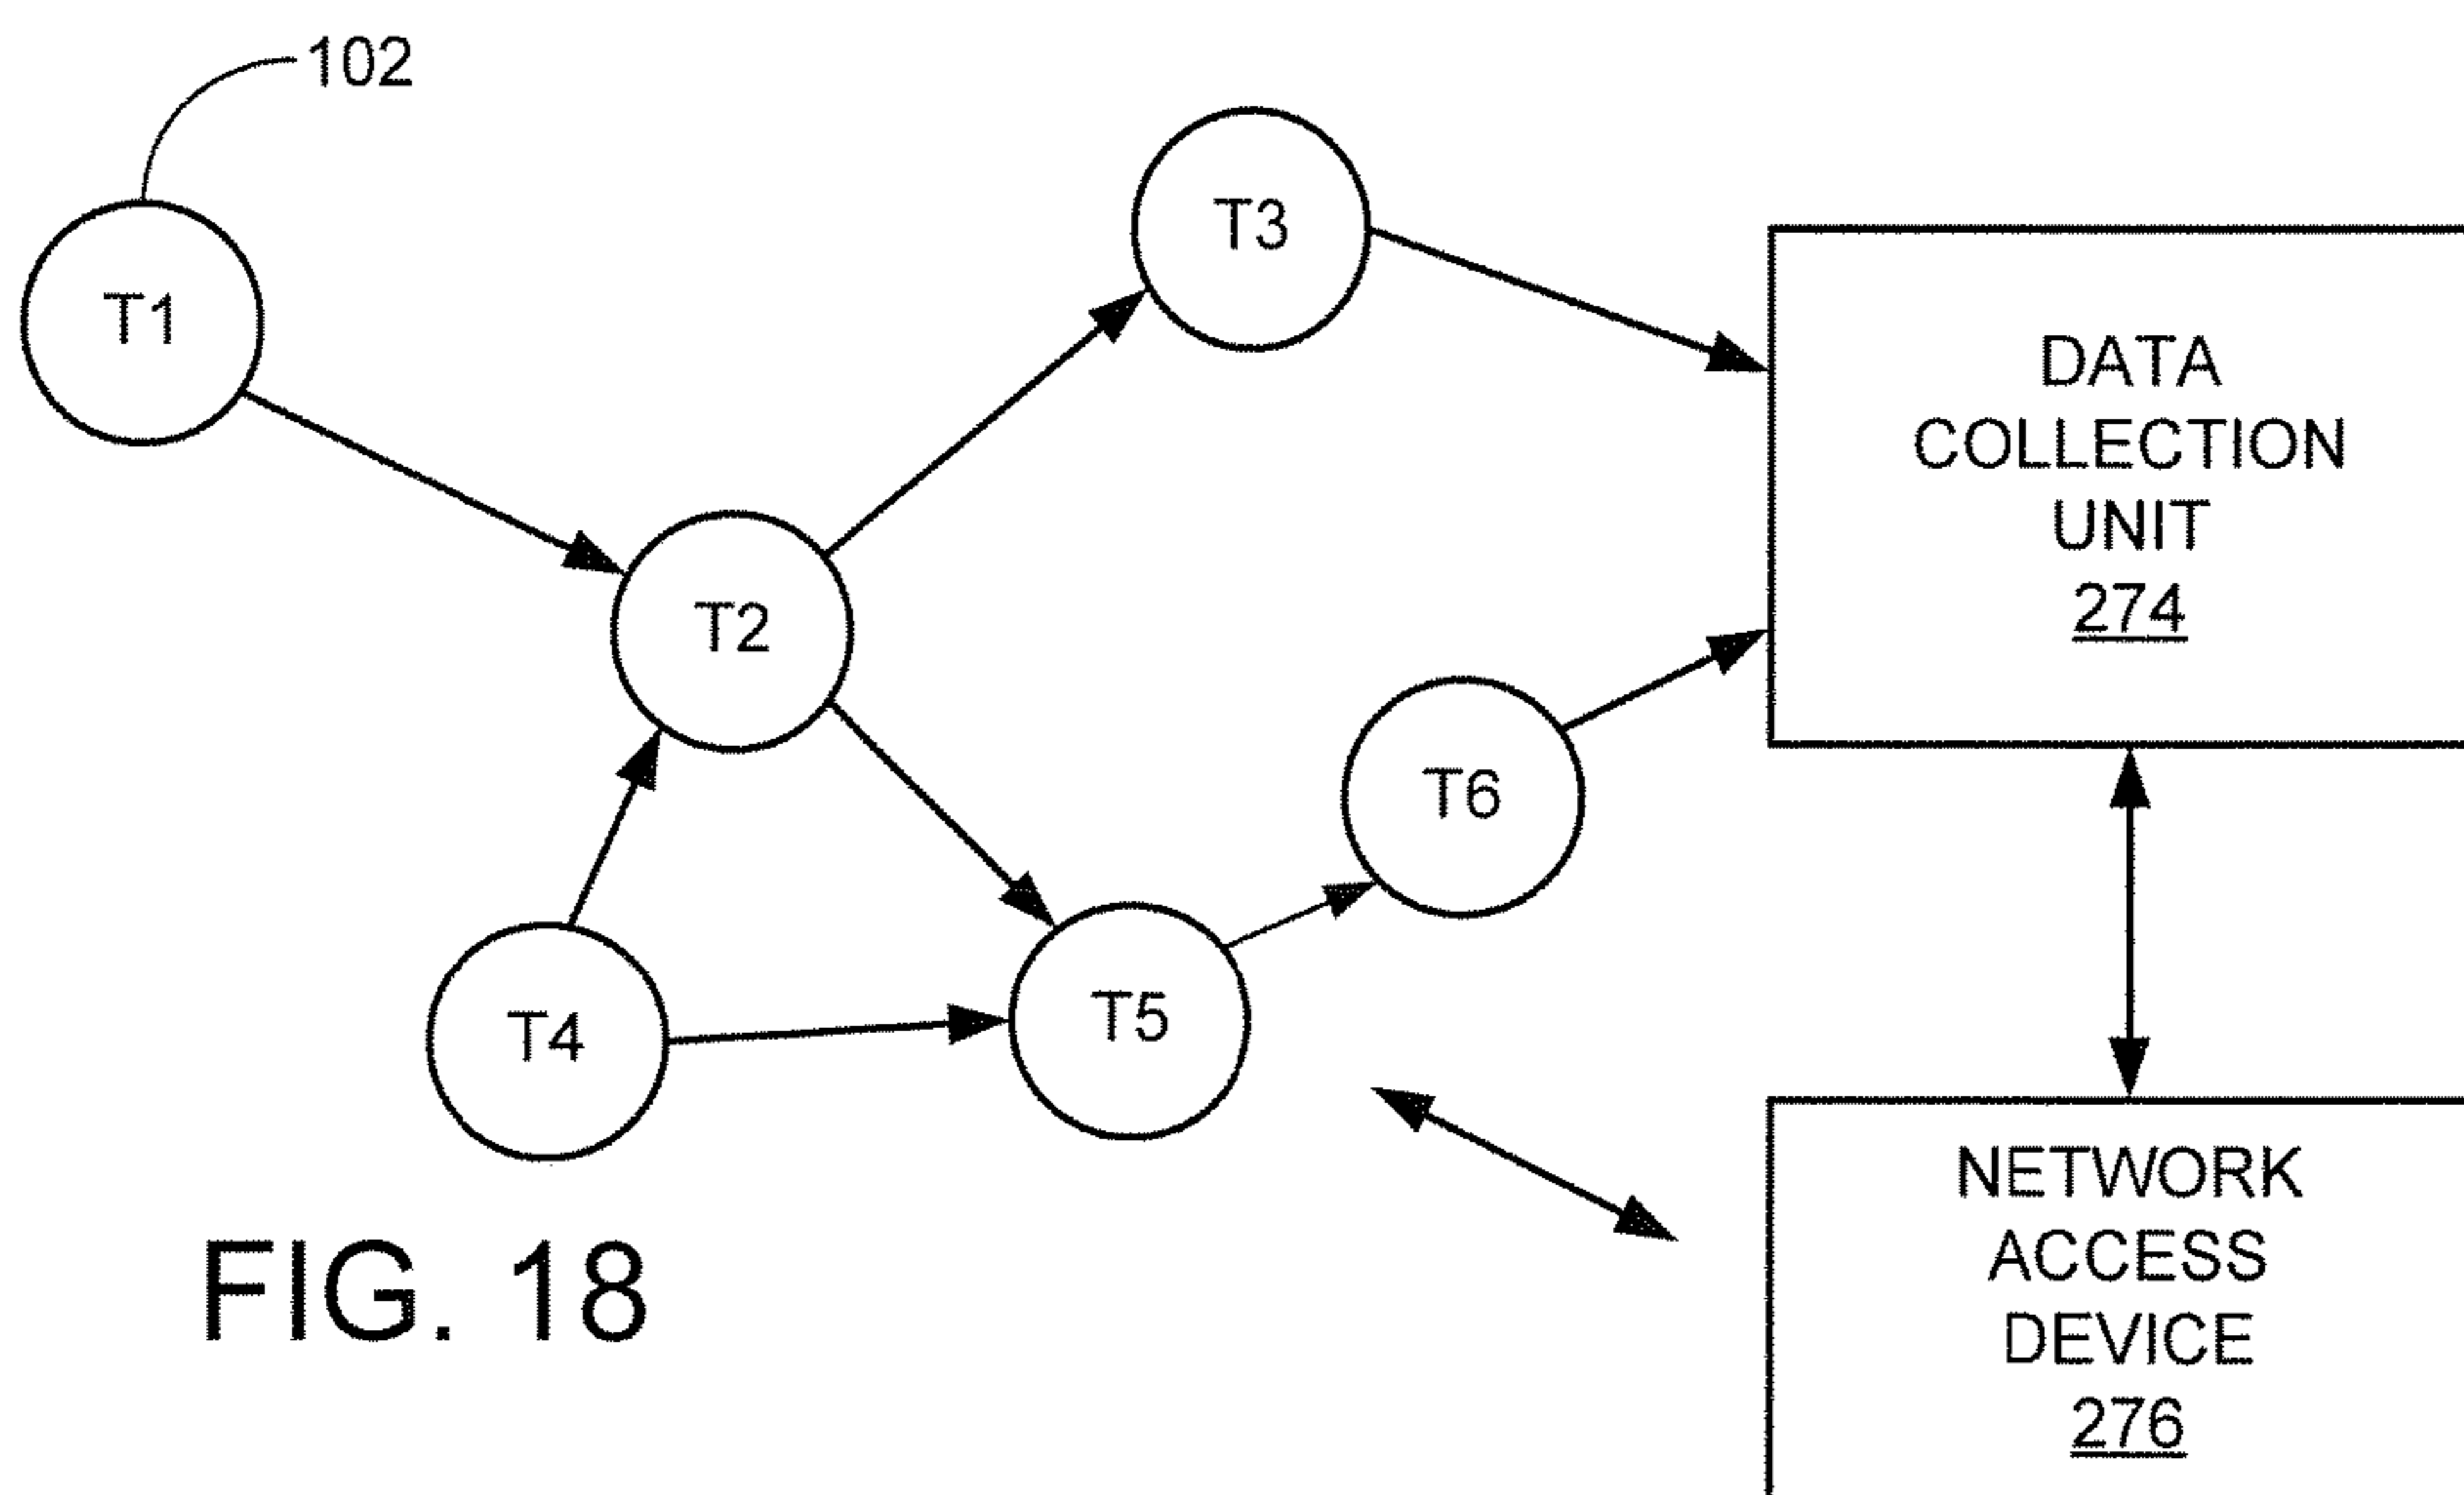 102
T1
T3
DATA
COLLECTION
UNIT
274
T2
T6
T4
T5
NETWORK
ACCESS
DEVICE
276
FIG. 18